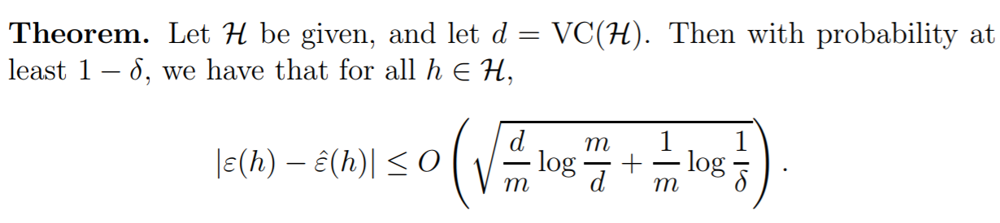 Theorem. Let $\mathcal{H}$ be given, and let $d = \mathrm{VC}(\mathcal{H})$. Then with probability at
least $1 - \delta$, we have that for all $h \in \mathcal{H}$,
$|\varepsilon(h) - \hat{\varepsilon}(h)| \leq O\left(\sqrt{\frac{d}{m} \log \frac{m}{d} + \frac{1}{m} \log \frac{1}{\delta}}\right).$